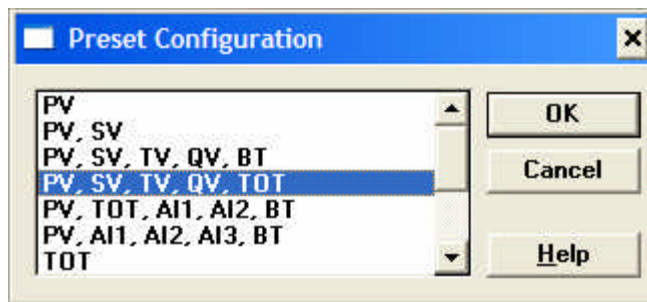 Preset Configuration
PV
PV, SV
PV, SV, TV, QV, BT
PV, SV, TV, QV, TOT
PV, TOT, AI1, AI2, BT
PV, AI1, AI2, AI3, BT
TOT
OK
Cancel
Help